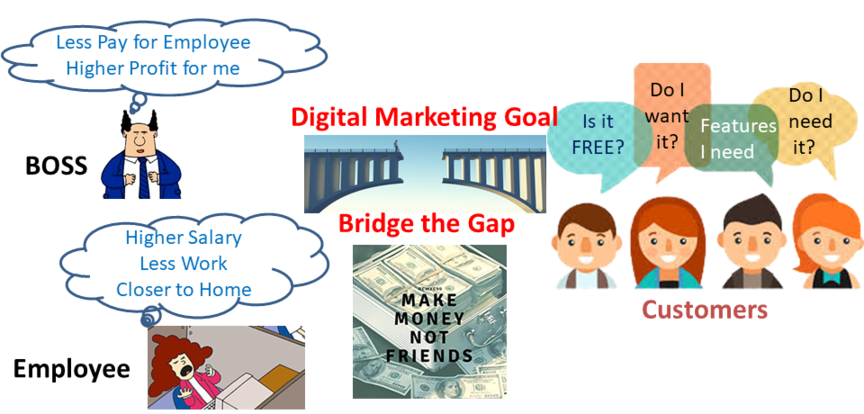 Less Pay for Employee
Higher Profit for me
BOSS
Higher Salary
Less Work
Closer to Home
Employee
Digital Marketing Goal
Bridge the Gap
MAKE
MONEY
NOT
FRIENDS
Is it
FREE?
Do I
want
it?
Features
I need
Do I
need
it?
Customers